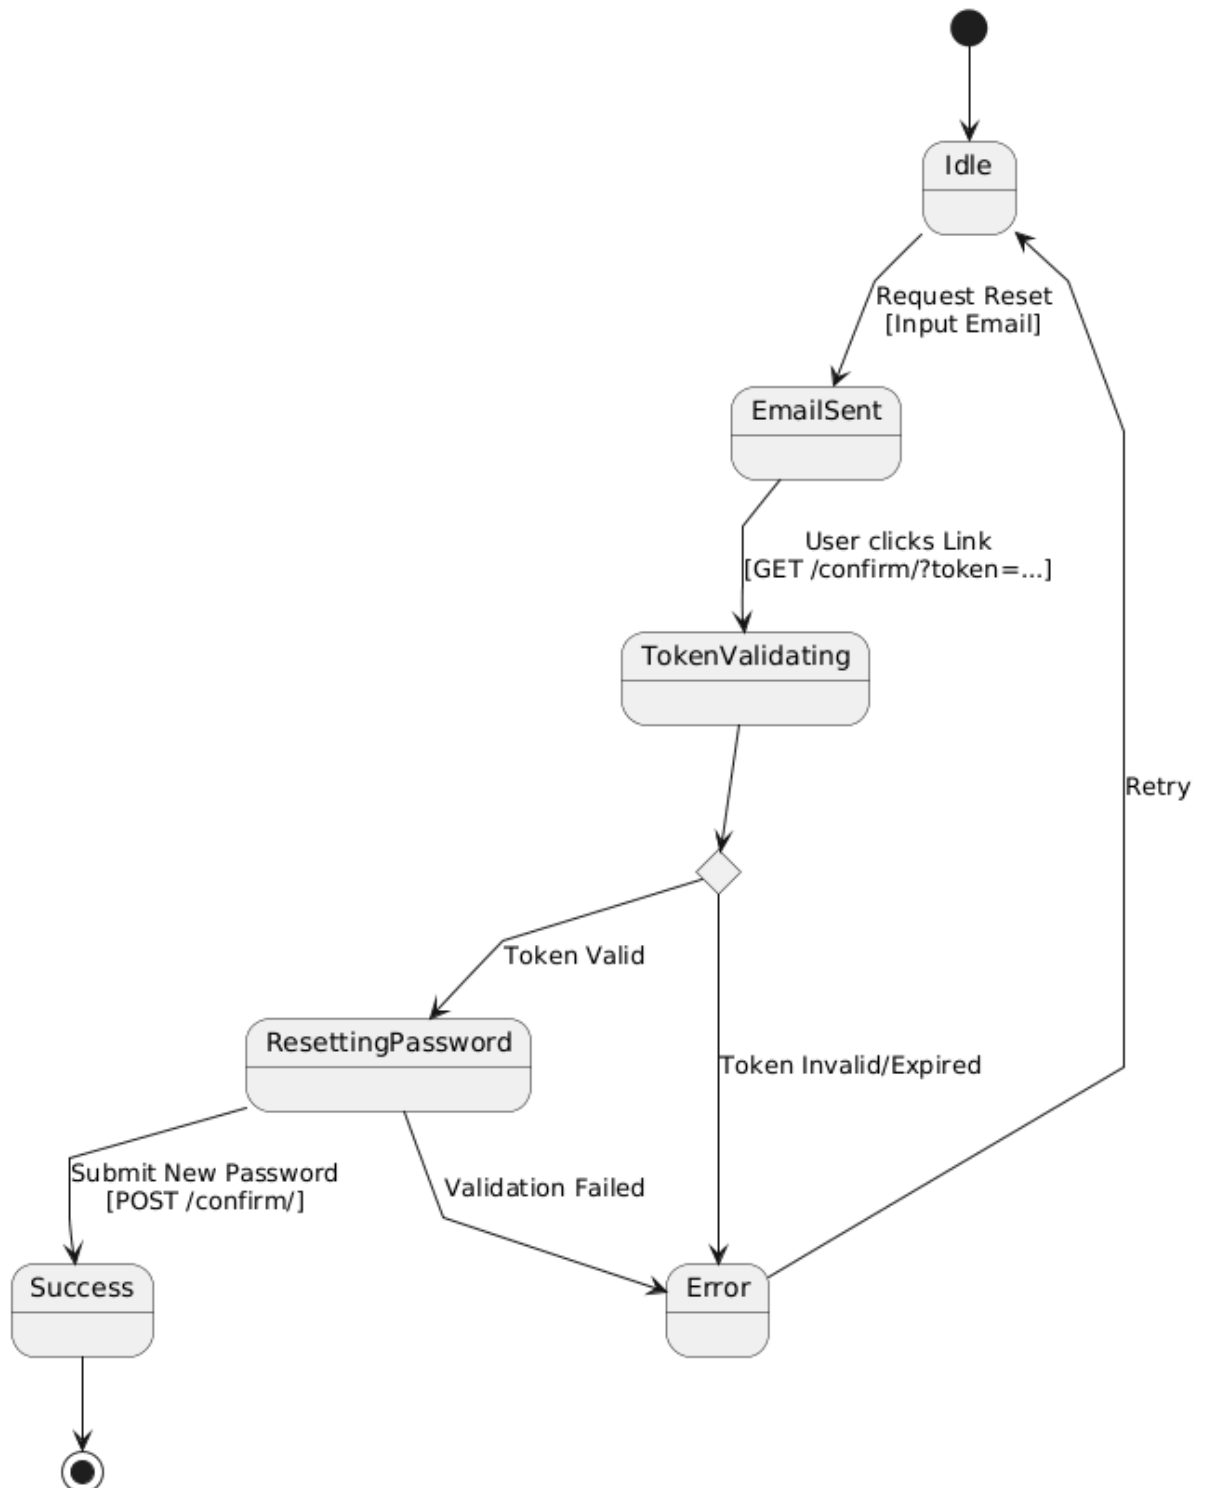 Idle
Request Reset
[Input Email]
EmailSent
User clicks Link
[GET /confirm/?token=...]
TokenValidating
Retry
Token Valid
ResettingPassword
Token Invalid/Expired
Submit New Password
[POST /confirm/]
Validation Failed
Success
Error